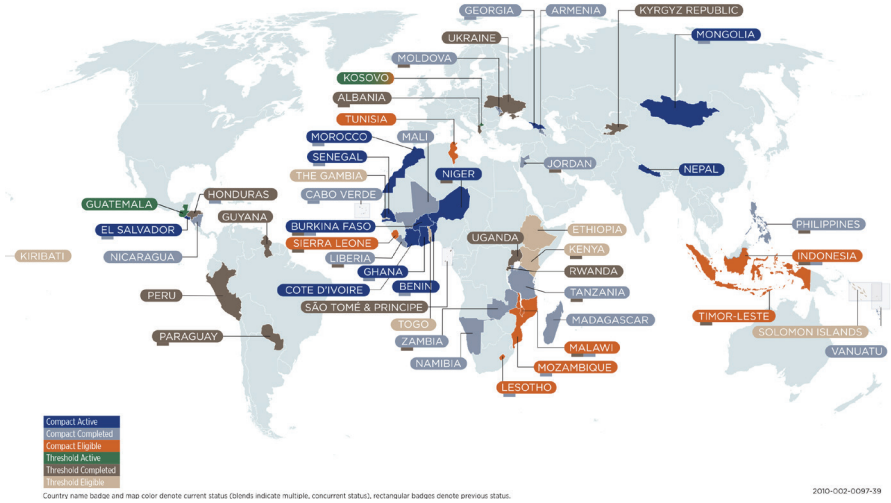 GEORGIA
ARMENIA
KYRGYZ REPUBLIC
UKRAINE
MONGOLIA
MOLDOVA
KOSOVO
ALBANIA
TUNISIA
MOROCCO
MALI
SENEGAL
JORDAN
NEPAL
THE GAMBIA
NIGER
CABO VERDE
HONDURAS
GUATEMALA
GUYANA
EL SALVADOR
BURKINA FASO
ETHIOPIA
PHILIPPINES
SIERRA LEONE
UGANDA
KENYA
KIRIBATI
NICARAGUA
LIBERIA
INDONESIA
GHANA
RWANDA
COTE D'IVOIRE
BENIN
TANZANIA
PERU
SÃO TOMÉ & PRINCIPE
TIMOR-LESTE
MADAGASCAR
TOGO
SOLOMON ISLANDS
PARAGUAY
ZAMBIA
MALAWI
VANUATU
NAMIBIA
MOZAMBIQUE
LESOTHO
Compact Active
Compact Completed
Compact Eligible
Threshold Active
Threshold Completed
Threshold Eligible
Country name badge and map color denote current status (blends indicate multiple, concurrent status), rectangular badges denote previous status.
2010-002-0097-39